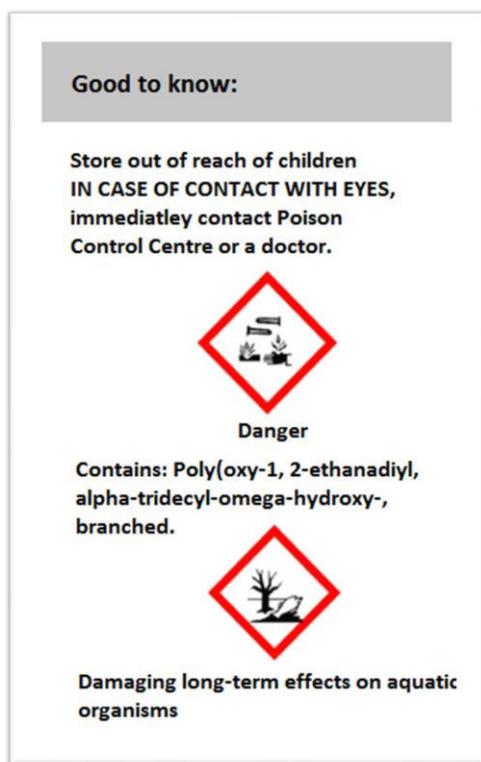 Good to know:
Store out of reach of children
IN CASE OF CONTACT WITH EYES,
immediatley contact Poison
Control Centre or a doctor.
Danger
Contains: Poly(oxy-1, 2-ethanadiyl,
alpha-tridecyl-omega-hydroxy-,
branched.
Damaging long-term effects on aquatic
organisms